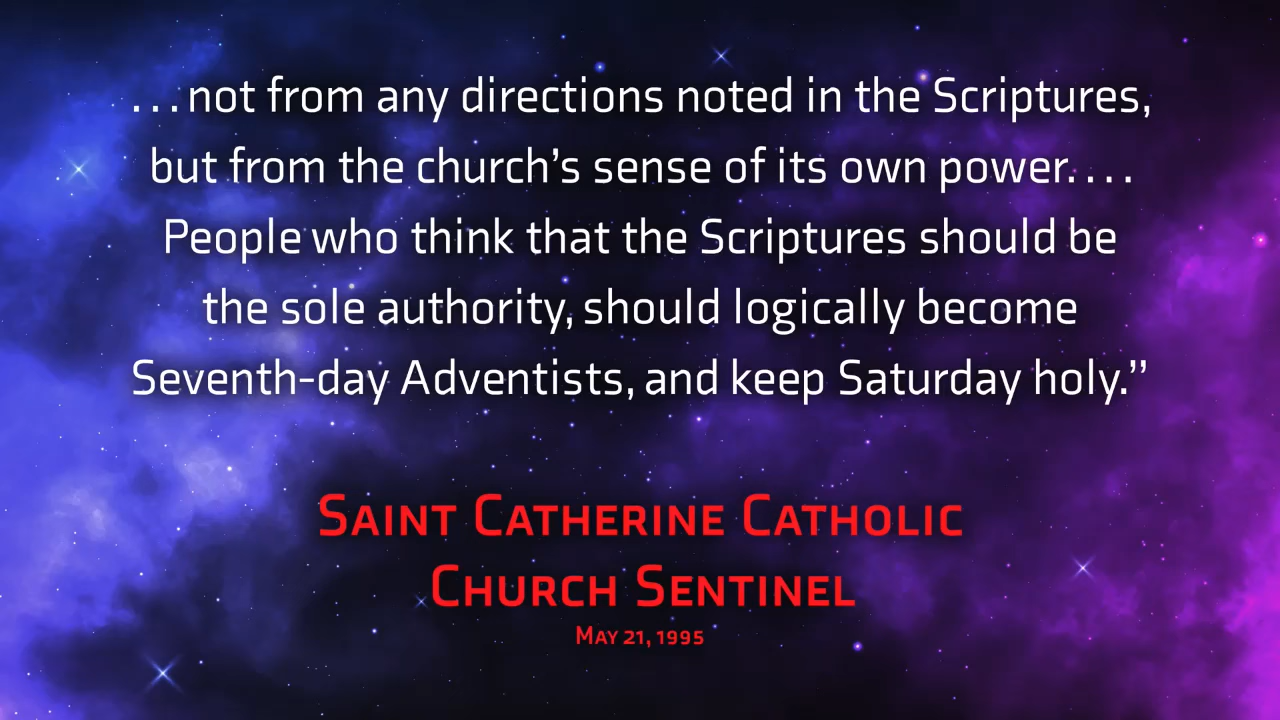 ...not from any directions noted in the Scriptures,
but from the church’s sense of its own power....
People who think that the Scriptures should be
the sole authority, should logically become
Seventh-day Adventists, and keep Saturday holy.”
Saint Catherine Catholic
Church Sentinel
May 21, 1995